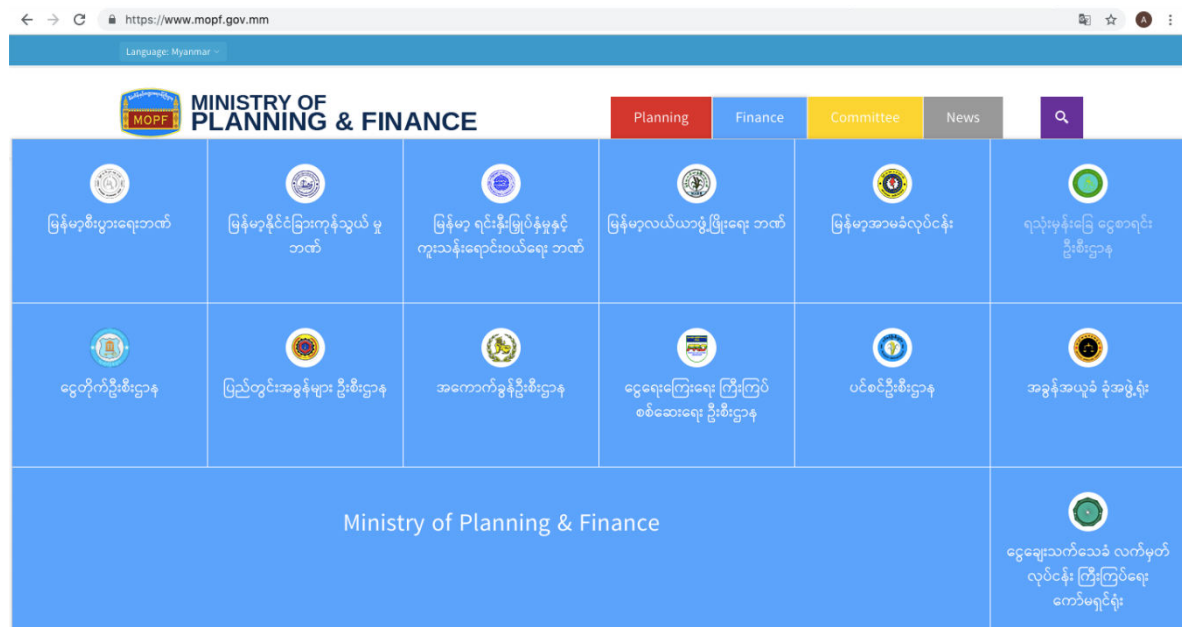 https://www.mopf.gov.mm
A
Language: Myanmar
MOPF
MINISTRY OF
PLANNING & FINANCE
Planning
Finance
Committee
News
မြန်မာ့စီးပွားရေးဘဏ်
မြန်မာ့နိုင်ငံခြားကုန်သွယ် မှု
ဘဏ်
မြန်မာ့ ရင်းနှီးမြှုပ်နှံမှုနှင့်
ကူးသန်းရောင်းဝယ်ရေး ဘဏ်
မြန်မာ့လယ်ယာဖွံ့ဖြိုးရေး ဘဏ်
မြန်မာ့အာမခံလုပ်ငန်း
ရသုံးမှန်းခြေ ငွေစာရင်း
ဦးစီးဌာန
ငွေတိုက်ဦးစီးဌာန
ပြည်တွင်းအခွန်များ ဦးစီးဌာန
အကောက်ခွန်ဦးစီးဌာန
ငွေရေးကြေးရေး ကြီးကြပ်
စစ်ဆေးရေး ဦးစီးဌာန
ပင်စင်ဦးစီးဌာန
အခွန်အယူခံ ခုံအဖွဲ့ရုံး
Ministry of Planning & Finance
ငွေချေးသက်သေခံ လက်မှတ်
လုပ်ငန်း ကြီးကြပ်ရေး
ကော်မရှင်ရုံး